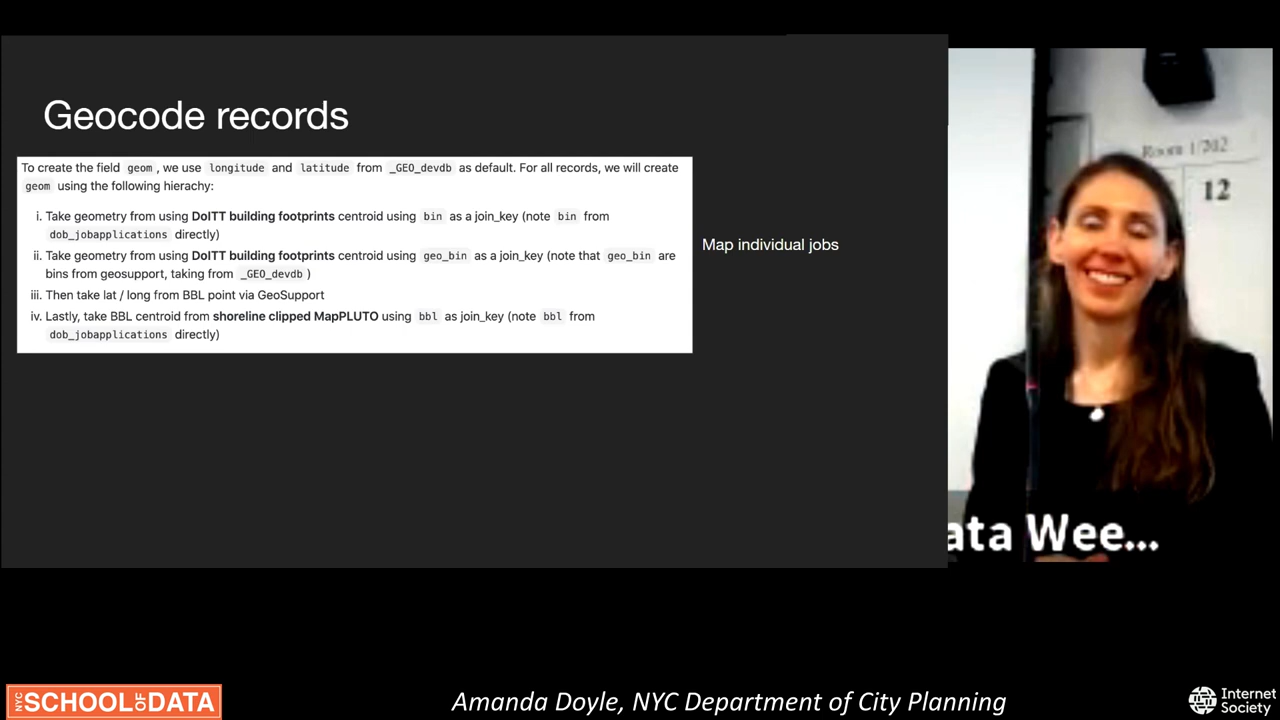 Geocode records
To create the field geom , we use longitude and latitude from _GEO_devdb as default. For all records, we will create
geom using the following hierachy:
i. Take geometry from using DoITT building footprints centroid using bin as a join_key (note bin from
dob_jobapplications directly)
ii. Take geometry from using DoITT building footprints centroid using geo_bin as a join_key (note that geo_bin are
bins from geosupport, taking from _GEO_devdb )
iii. Then take lat / long from BBL point via GeoSupport
iv. Lastly, take BBL centroid from shoreline clipped MapPLUTO using bbl as join_key (note bbl from
dob_jobapplications directly)
Map individual jobs
Room 1/202
12
ata Wee...
NYC SCHOOL OF DATA
Amanda Doyle, NYC Department of City Planning
Internet
Society